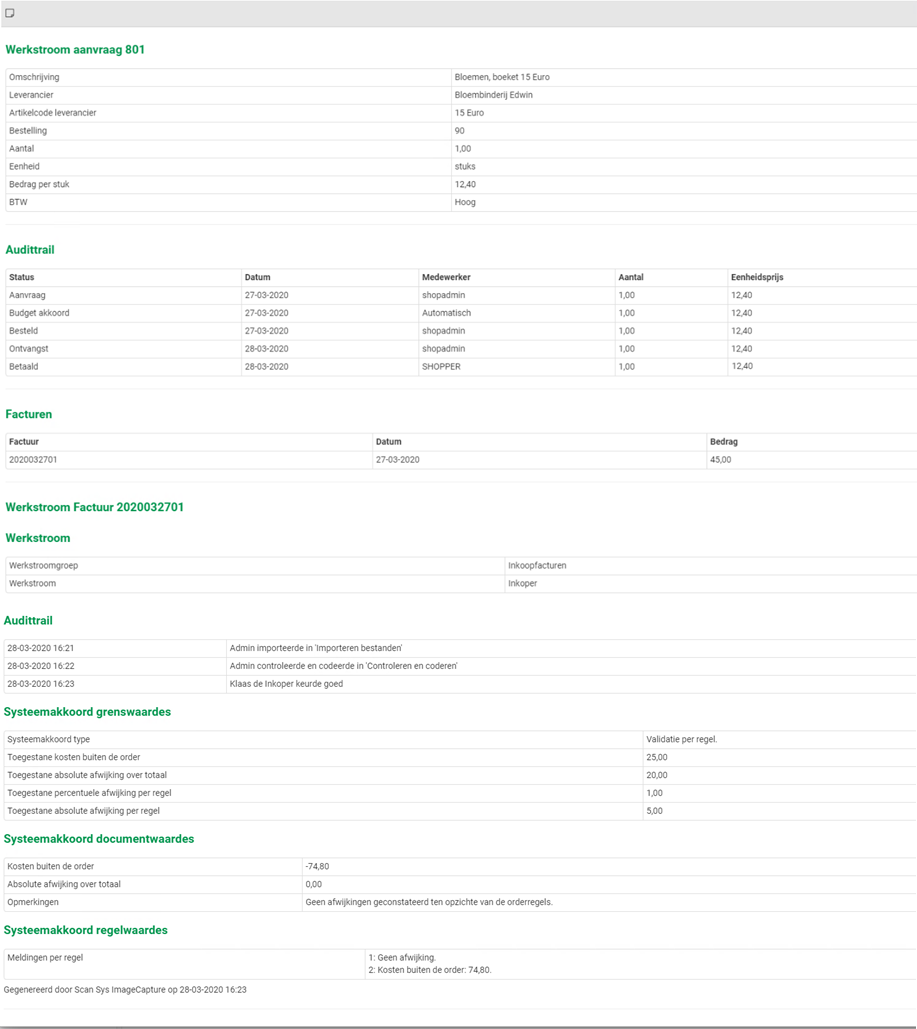 Werkstroom aanvraag 801
Omschrijving Bloemen, boeket 15 Euro
Leverancier Bloembinderij Edwin
Artikelcode leverancier 15 Euro
Bestelling 90
Aantal 1,00
Eenheid stuks
Bedrag per stuk 12,40
BTW Hoog
Audittrail
Status Datum Medewerker Aantal Eenheidsprijs
Aanvraag 27-03-2020 shopadmin 1,00 12,40
Budget akkoord 27-03-2020 Automatisch 1,00 12,40
Besteld 27-03-2020 shopadmin 1,00 12,40
Ontvangst 28-03-2020 shopadmin 1,00 12,40
Betaald 28-03-2020 SHOPPER 1,00 12,40
Facturen
Factuur Datum Bedrag
2020032701 27-03-2020 45,00
Werkstroom Factuur 2020032701
Werkstroom
Werkstroomgroep Inkoopfacturen
Werkstroom Inkoper
Audittrail
28-03-2020 16:21 Admin importeerde in 'Importeren bestanden'
28-03-2020 16:22 Admin controleerde en codeerde in 'Controleren en coderen'
28-03-2020 16:23 Klaas de Inkoper keurde goed
Systeemakkoord grenswaardes
Systeemakkoord type Validatie per regel.
Toegestane kosten buiten de order 25,00
Toegestane absolute afwijking over totaal 20,00
Toegestane percentuele afwijking per regel 1,00
Toegestane absolute afwijking per regel 5,00
Systeemakkoord documentwaardes
Kosten buiten de order -74,80
Absolute afwijking over totaal 0,00
Opmerkingen Geen afwijkingen geconstateerd ten opzichte van de orderregels.
Systeemakkoord regelwaardes
Meldingen per regel 1: Geen afwijking.
2: Kosten buiten de order: 74,80.
Gegenereerd door Scan Sys ImageCapture op 28-03-2020 16:23